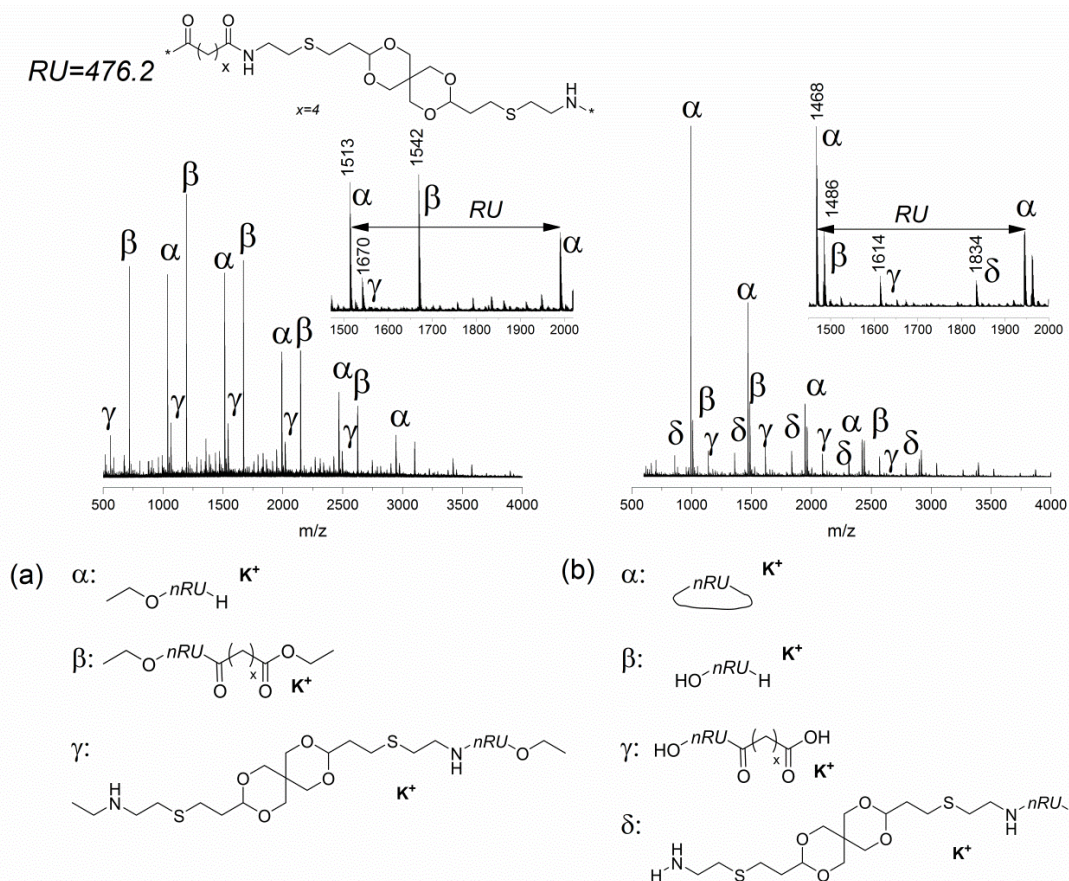 RU=476.2
O
O
*
x
N
H
S
O
O
O
O
S
H
N
*
x=4
β
β
α
α
β
α
β
α
β
α
γ
γ
γ
γ
γ
1513
α
1670
γ
1542
β
RU
α
1500 1600 1700 1800 1900 2000
500 1000 1500 2000 2500 3000 3500 4000
m/z
α
α
β
β
α
α
β
δ
γ
δ
γ
δ
γ
δ
γ
δ
1468
α
1486
β
RU
1614
γ
1834
δ
α
1500 1600 1700 1800 1900 2000
500 1000 1500 2000 2500 3000 3500 4000
m/z
(a)
α:
O
nRU
H
K+
β:
O
nRU
O
x
O
O
K+
γ:
H
N
S
O
O
O
O
S
N
H
nRU
O
K+
(b)
α:
nRU
K+
β:
HO
nRU
H
K+
γ:
HO
nRU
O
x
O
OH
K+
δ:
H
N
H
S
O
O
O
O
S
N
H
nRU
K+